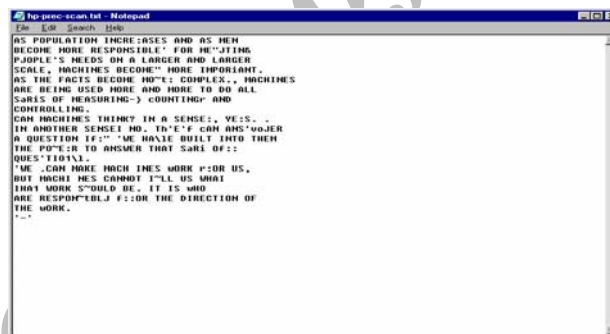 hp-prec-scan.txt - Notepad
File Edit Search Help
AS POPULATION INCRE:ASES AND AS MEN
BECOME MORE RESPONSIBLE' FOR ME"JTIN&
PJOPLE'S NEEDS ON A LARGER AND LARGER
SCALE, MACHINES BECOME" MORE IMPORiANT.
AS THE FACTS BECOME MO~t: COMPLEX., MACHINES
ARE BEING USED MORE AND MORE TO DO ALL
SaRiS OF MEASURING-) cOUNTINGr AND
CONTROLLING.
CAN MACHINES THINK? IN A SENSE:, YE:S. .
IN ANOTHER SENSEI NO. Th'E'f cAN ANS'voJER
A QUESTION If:" 'WE HA\lE BUILT INTO THEN
THE PO~E:R TO ANSWER THAT SaRi OF::
QUES'TIO1\1.
'WE .CAN MAKE MACH INES wORK r:OR US,
BUT MACHI NES CANNOT I~LL US WHAI
IHA1 WORK S~OULD BE. IT IS wHO
ARE RESPON~tBLJ f::OR THE DIRECTION OF
THE wORK.
'-'